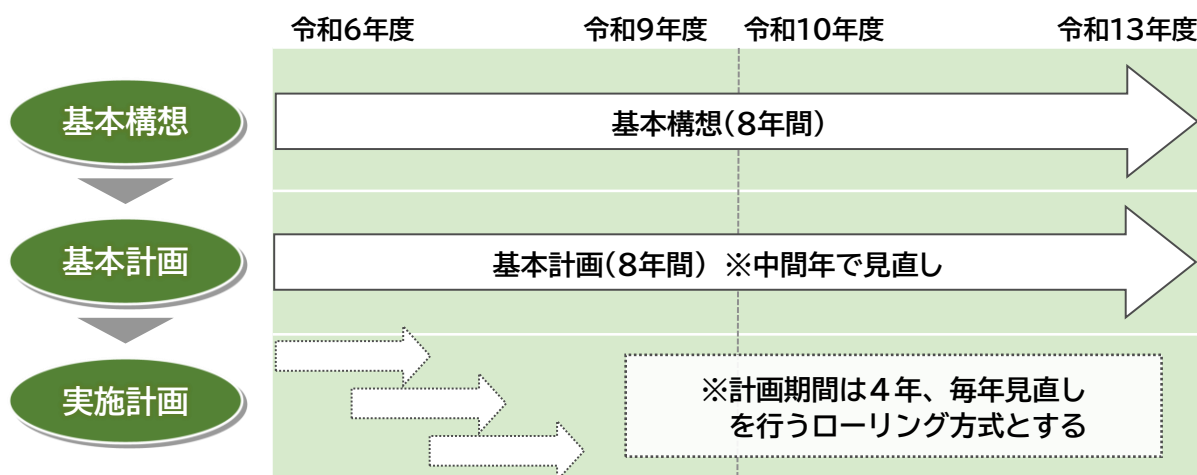 令和6年度 令和9年度 令和10年度 令和13年度
基本構想
基本構想(8年間)
基本計画
基本計画(8年間) ※中間年で見直し
実施計画
※計画期間は4年、毎年見直し
を行うローリング方式とする